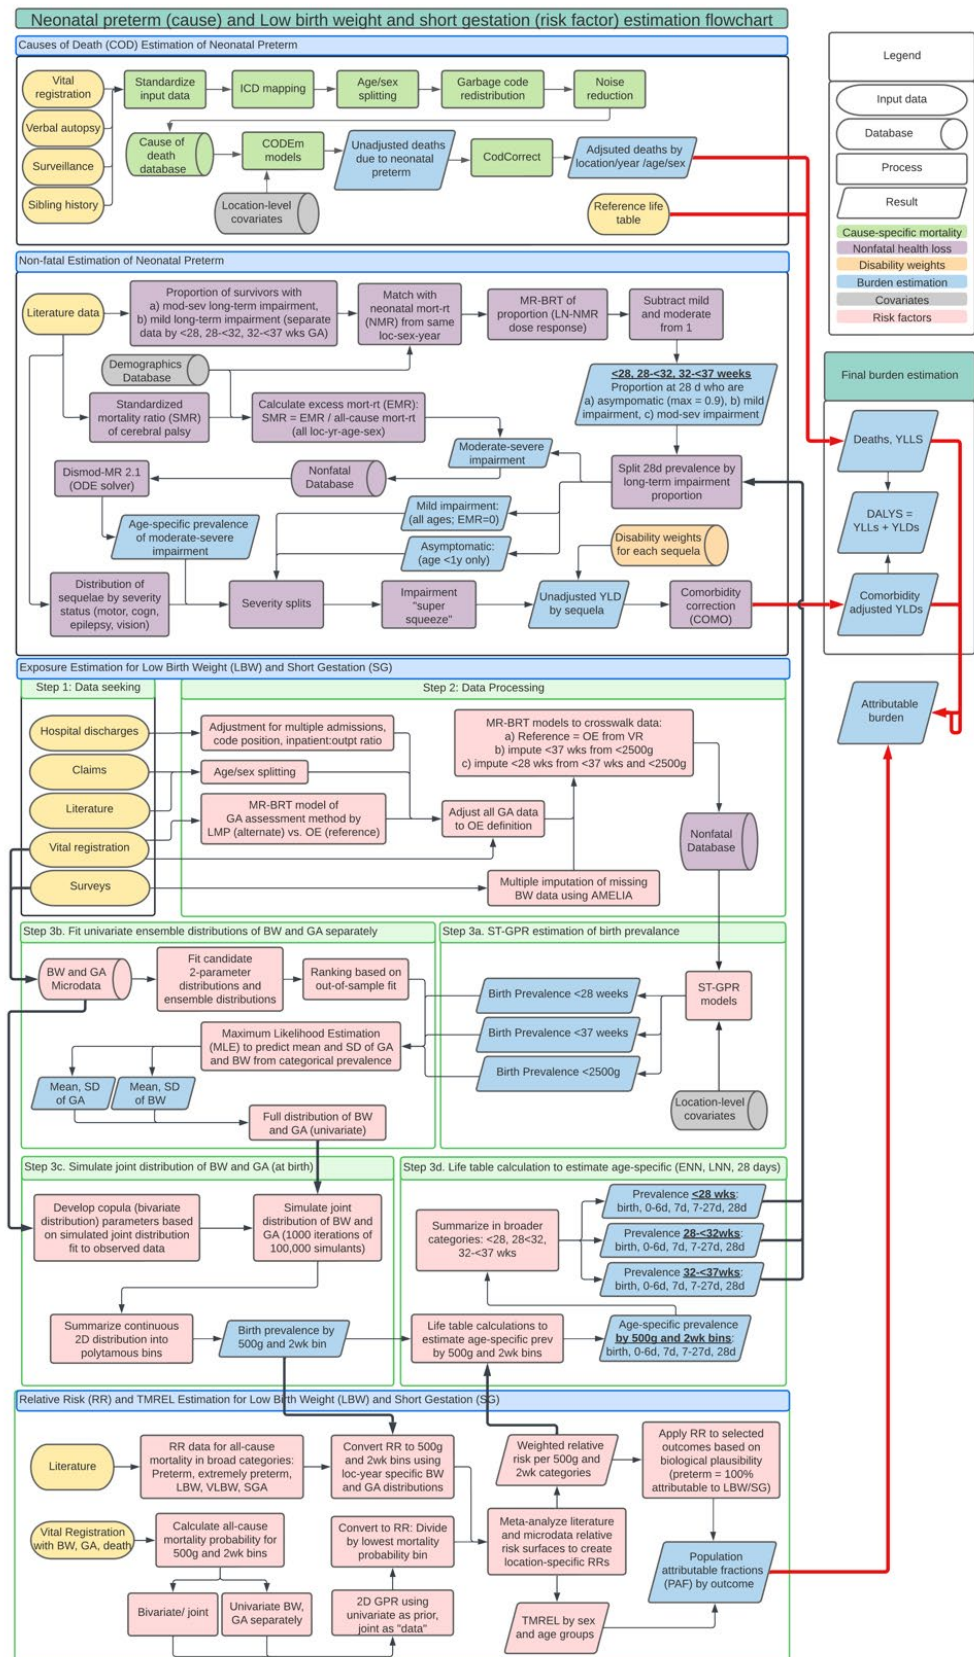 Neonatal preterm (cause) and Low birth weight and short gestation (risk factor) estimation flowchart
Causes of Death (COD) Estimation of Neonatal Preterm
Vital
registration
Verbal autopsy
Surveillance
Sibling history
Standardize
input data
ICD mapping
Age/sex
splitting
Garbage code
redistribution
Noise
reduction
Cause of
death
database
CODEm
models
Unadjusted deaths
due to neonatal
preterm
CodCorrect
Adjsuted deaths by
location/year /age/sex
Location-level
covariates
Reference life
table
Legend
Input data
Database
Process
Result
Cause-specific mortality
Nonfatal health loss
Disability weights
Burden estimation
Covariates
Risk factors
Non-fatal Estimation of Neonatal Preterm
Literature data
Proportion of survivors with
a) mod-sev long-term impairment,
b) mild long-term impairment (separate
data by <28, 28-<32, 32-<37 wks GA)
Match with
neonatal mort-rt
(NMR) from same
loc-sex-year
MR-BRT of
proportion (LN-NMR
dose response)
Subtract mild
and moderate
from 1
Demographics
Database
<28, 28-<32, 32-<37 weeks
Proportion at 28 d who are
a) asympomatic (max = 0.9), b) mild
impairment, c) mod-sev impairment
Standardized
mortality ratio (SMR)
of cerebral palsy
Calculate excess mort-rt (EMR):
SMR = EMR / all-cause mort-rt
(all loc-yr-age-sex)
Moderate-severe
impairment
Split 28d prevalence by
long-term impairment
proportion
Dismod-MR 2.1
(ODE solver)
Nonfatal
Database
Mild impairment:
(all ages; EMR=0)
Age-specific prevalence
of moderate-severe
impairment
Asymptomatic:
(age <1y only)
Disability weights
for each sequela
Distribution of
sequelae by severity
status (motor, cogn,
epilepsy, vision)
Severity splits
Impairment
"super
squeeze"
Unadjusted YLD
by sequela
Comorbidity
correction
(COMO)
Final burden estimation
Deaths, YLLS
DALYS =
YLLs + YLDs
Comorbidity
adjusted YLDs
Attributable
burden
Exposure Estimation for Low Birth Weight (LBW) and Short Gestation (SG)
Step 1: Data seeking
Hospital discharges
Claims
Literature
Vital registration
Surveys
Step 2: Data Processing
Adjustment for multiple admissions,
code position, inpatient:outpt ratio
Age/sex splitting
MR-BRT model of
GA assessment method by
LMP (alternate) vs. OE (reference)
MR-BRT models to crosswalk data:
a) Reference = OE from VR
b) impute <37 wks from <2500g
c) impute <28 wks from <37 wks and <2500g
Adjust all GA data
to OE definition
Multiple imputation of missing
BW data using AMELIA
Nonfatal
Database
Step 3b. Fit univariate ensemble distributions of BW and GA separately
BW and GA
Microdata
Fit candidate
2-parameter
distributions and
ensemble distributions
Ranking based on
out-of-sample fit
Maximum Likelihood Estimation
(MLE) to predict mean and SD of GA
and BW from categorical prevalence
Mean, SD
of GA
Mean, SD
of BW
Full distribution of BW
and GA (univariate)
Step 3a. ST-GPR estimation of birth prevalance
Birth Prevalence <28 weeks
Birth Prevalence <37 weeks
Birth Prevalence <2500g
ST-GPR
models
Location-level
covariates
Step 3c. Simulate joint distribution of BW and GA (at birth)
Develop copula (bivariate
distribution) parameters based
on simulated joint distribution
fit to observed data
Simulate joint
distribution of BW and
GA (1000 iterations of
100,000 simulants)
Summarize continuous
2D distribution into
polytamous bins
Birth prevalence by
500g and 2wk bin
Step 3d. Life table calculation to estimate age-specific (ENN, LNN, 28 days)
Summarize in broader
categories: <28, 28<32,
32-<37 wks
Prevalence <28 wks:
birth, 0-6d, 7d, 7-27d, 28d
Prevalence 28-<32wks:
birth, 0-6d, 7d, 7-27d, 28d
Prevalence 32-<37wks:
birth, 0-6d, 7d, 7-27d, 28d
Life table calculations to
estimate age-specific prev
by 500g and 2wk bins
Age-specific prevalence
by 500g and 2wk bins:
birth, 0-6d, 7d, 7-27d, 28d
Relative Risk (RR) and TMREL Estimation for Low Birth Weight (LBW) and Short Gestation (SG)
Literature
RR data for all-cause
mortality in broad categories:
Preterm, extremely preterm,
LBW, VLBW, SGA
Convert RR to 500g
and 2wk bins using
loc-year specific BW
and GA distributions
Weighted relative
risk per 500g and
2wk categories
Apply RR to selected
outcomes based on
biological plausibility
(preterm = 100%
attributable to LBW/SG)
Vital Registration
with BW, GA, death
Calculate all-cause
mortality probability for
500g and 2wk bins
Convert to RR: Divide
by lowest mortality
probability bin
Meta-analyze literature
and microdata relative
risk surfaces to create
location-specific RRs
Population
attributable fractions
(PAF) by outcome
Bivariate/ joint
Univariate BW,
GA separately
2D GPR using
univariate as prior,
joint as "data"
TMREL by sex
and age groups